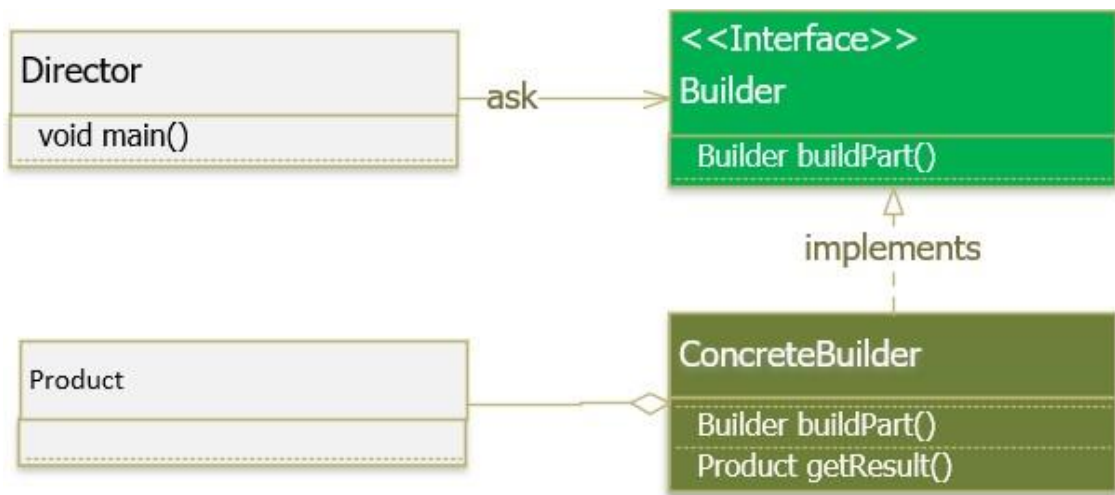 Director
void main()
ask
<<Interface>>
Builder
Builder buildPart()
implements
Product
ConcreteBuilder
Builder buildPart()
Product getResult()